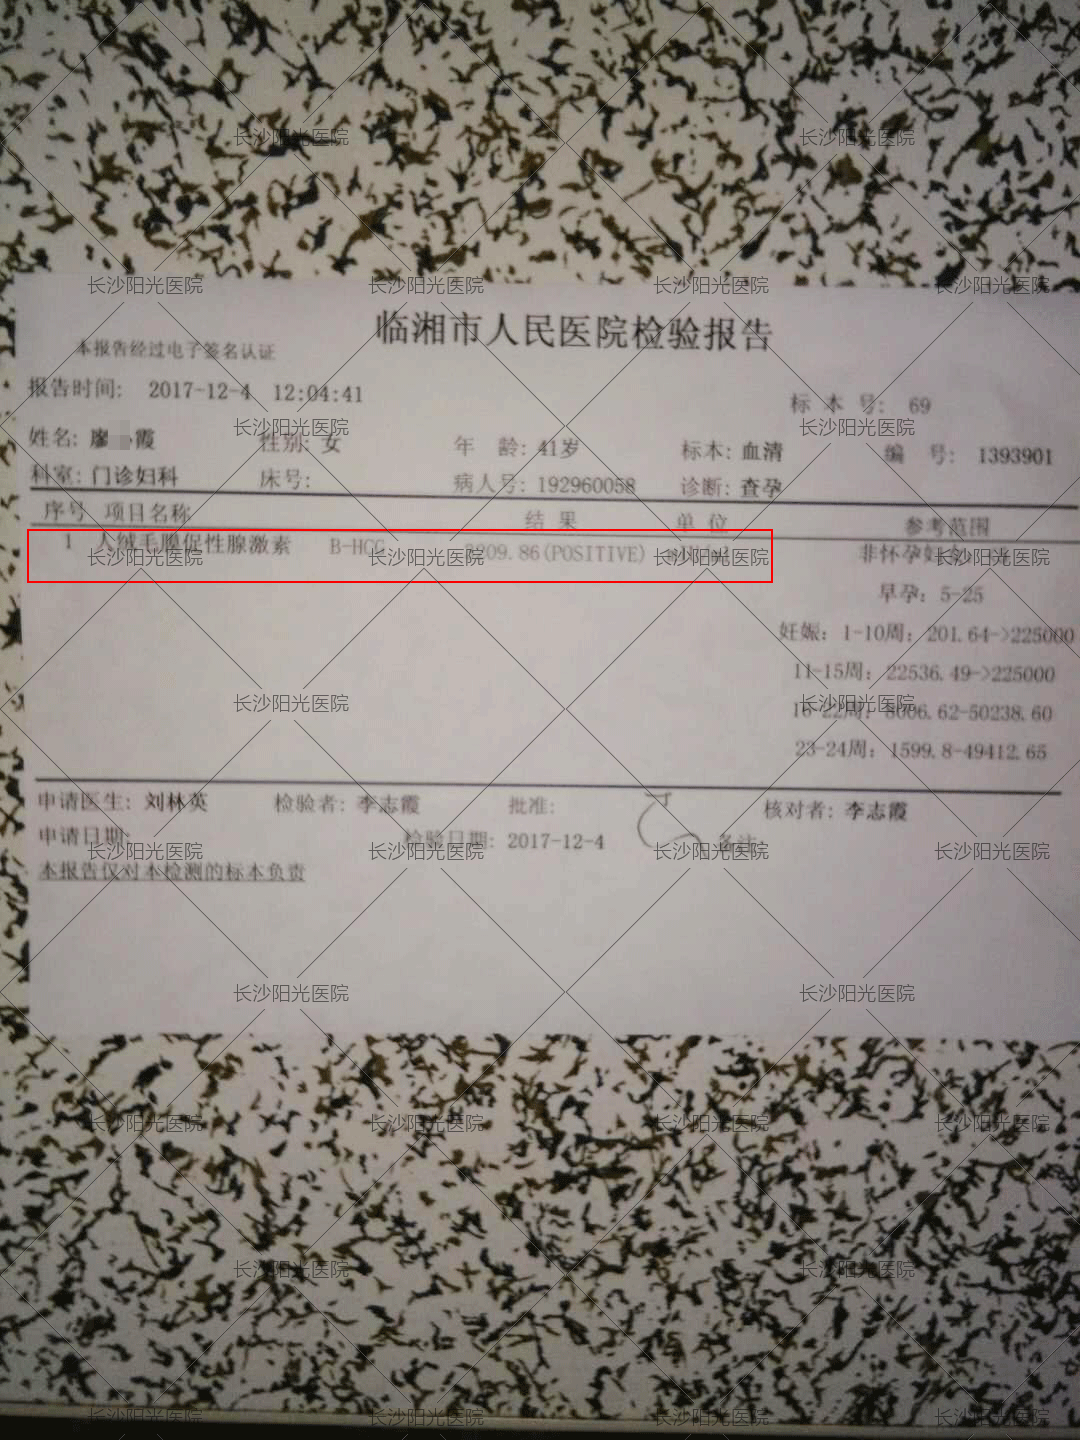 临湘市人民医院检验报告
本报告经过电子签名认证
报告时间: 2017-12-4 12:04:41
标 本 号: 69
姓名: 廖 霞 性别: 女 年 龄: 41岁 标本: 血清 编 号: 1393901
科室: 门诊妇科 床号: 病人号: 192960058 诊断: 查孕
序号 项目名称 结 果 单 位 参考范围
1 人绒毛膜促性腺激素 B-HCG 209.86(POSITIVE) 非怀孕妇
早孕: 5-25
妊娠: 1-10周: 201.64->225000
11-15周: 22536.49->225000
16-22周: 8006.62-50238.60
23-24周: 1599.8-49412.65
申请医生: 刘林英 检验者: 李志霞 批准: 核对者: 李志霞
申请日期: 检验日期: 2017-12-4 备注
本报告仅对本检测的标本负责
长沙阳光医院